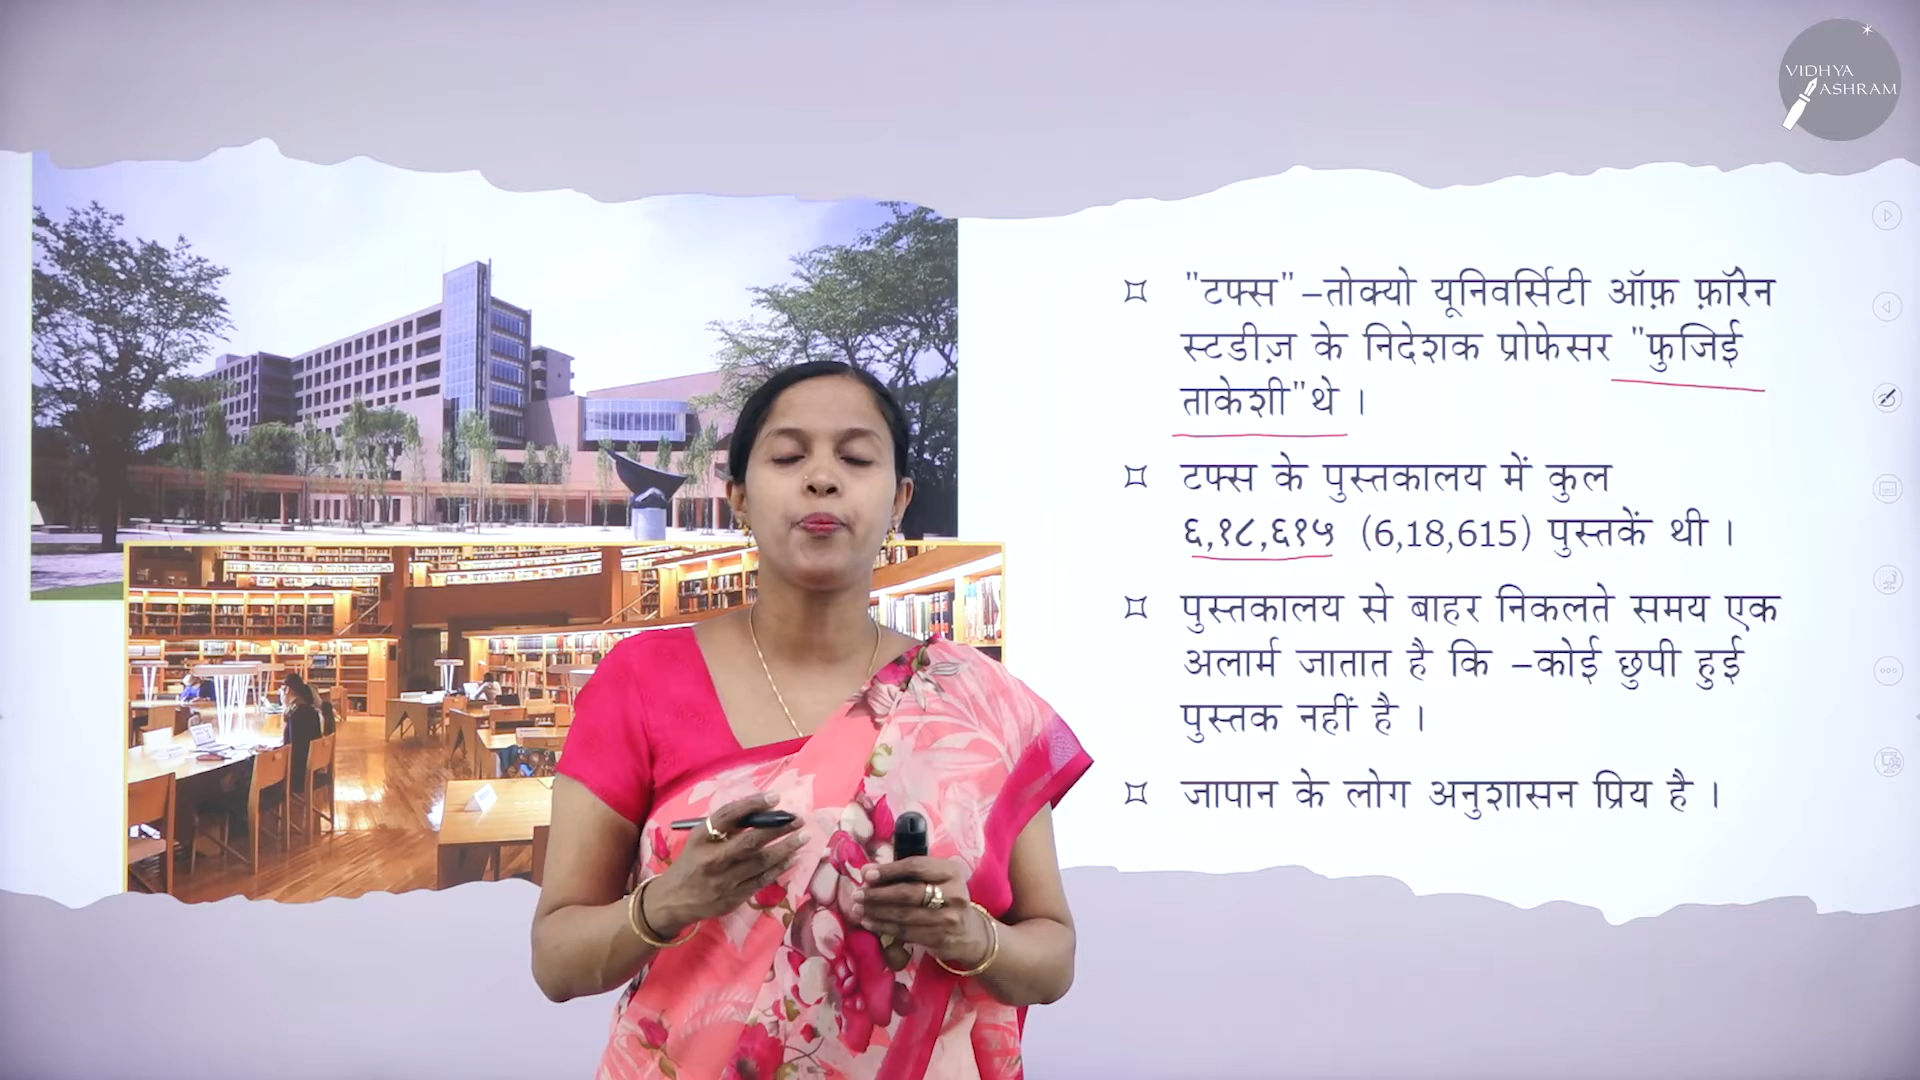 VIDHYA
ASHRAM
¤ "टफ्स"–तोक्यो यूनिवर्सिटी ऑफ़ फ़ॉरेन
स्टडीज़ के निदेशक प्रोफेसर "फुजिई
ताकेशी"थे ।
¤ टफ्स के पुस्तकालय में कुल
६,१८,६१५ (6,18,615) पुस्तकें थी ।
¤ पुस्तकालय से बाहर निकलते समय एक
अलार्म जातात है कि –कोई छुपी हुई
पुस्तक नहीं है ।
¤ जापान के लोग अनुशासन प्रिय है ।